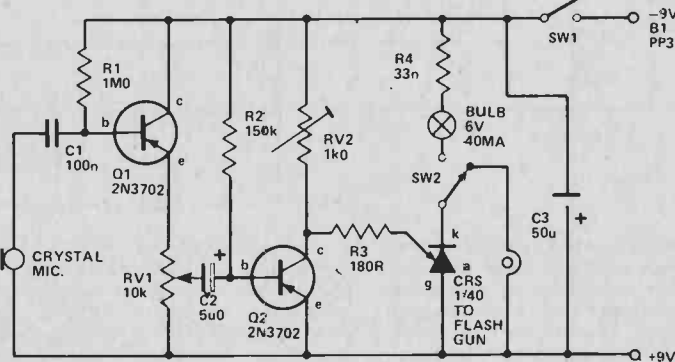 -9V
B1
PP3
SW1
R1
1M0
R4
33n
b
c
e
C1
100n
Q1
2N3702
R2
150k
RV2
1k0
BULB
6V
40MA
SW2
C3
50u
+
CRYSTAL
MIC.
RV1
10k
+
C2
5u0
b
c
e
Q2
2N3702
R3
180R
k
a
g
CRS
1/40
TO
FLASH
GUN
+9V